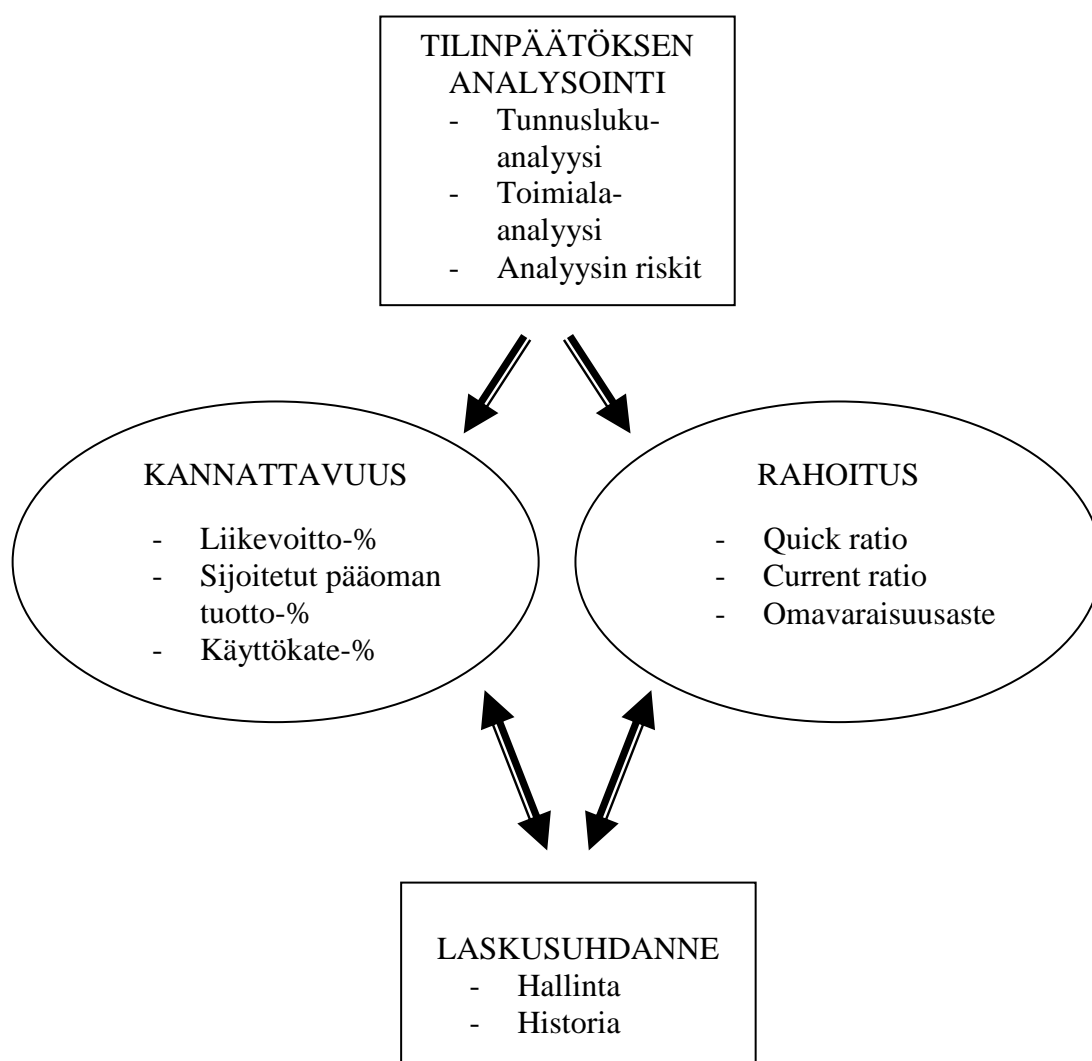 TILINPÄÄTÖKSEN
ANALYSOINTI
- Tunnusluku-
analyysi
- Toimiala-
analyysi
- Analyysin riskit
KANNATTAVUUS
- Liikevoitto-%
- Sijoitetut pääoman
tuotto-%
- Käyttökate-%
RAHOITUS
- Quick ratio
- Current ratio
- Omavaraisuusaste
LASKUSUHDANNE
- Hallinta
- Historia